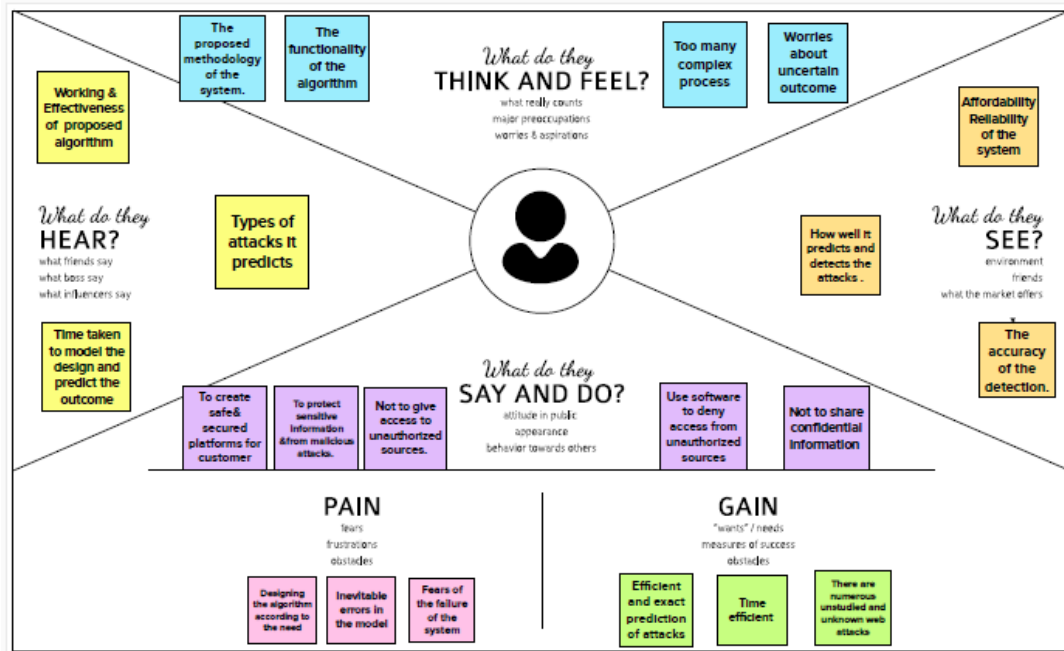 The
proposed
methodology
of the
system.
The
functionality
of the
algorithm
What do they
THINK AND FEEL?
what really counts
major preoccupations
worries & aspirations
Too many
complex
process
Worries
about
uncertain
outcome
Working &
Effectiveness
of proposed
algorithm
What do they
HEAR?
what friends say
what boss say
what influencers say
Types of
attacks it
predicts
Time taken
to model the
design and
predict the
outcome
Affordability
Reliability
of the
system
How well it
predicts and
detects the
attacks .
What do they
SEE?
environment
friends
what the market offers
The
accuracy
of the
detection.
What do they
SAY AND DO?
attitude in public
appearance
behavior towards others
To create
safe&
secured
platforms for
customer
To protect
sensitive
information
&from malicious
attacks.
Not to give
access to
unauthorized
sources.
Use software
to deny
access from
unauthorized
sources
Not to share
confidential
information
PAIN
fears
frustrations
obstacles
Designing
the algorithm
according to
the need
Inevitable
errors in
the model
Fears of
the failure
of the
system
GAIN
"wants" / needs
measures of success
obstacles
Efficient
and exact
prediction
of attacks
Time
efficient
There are
numerous
unstudied and
unknown web
attacks